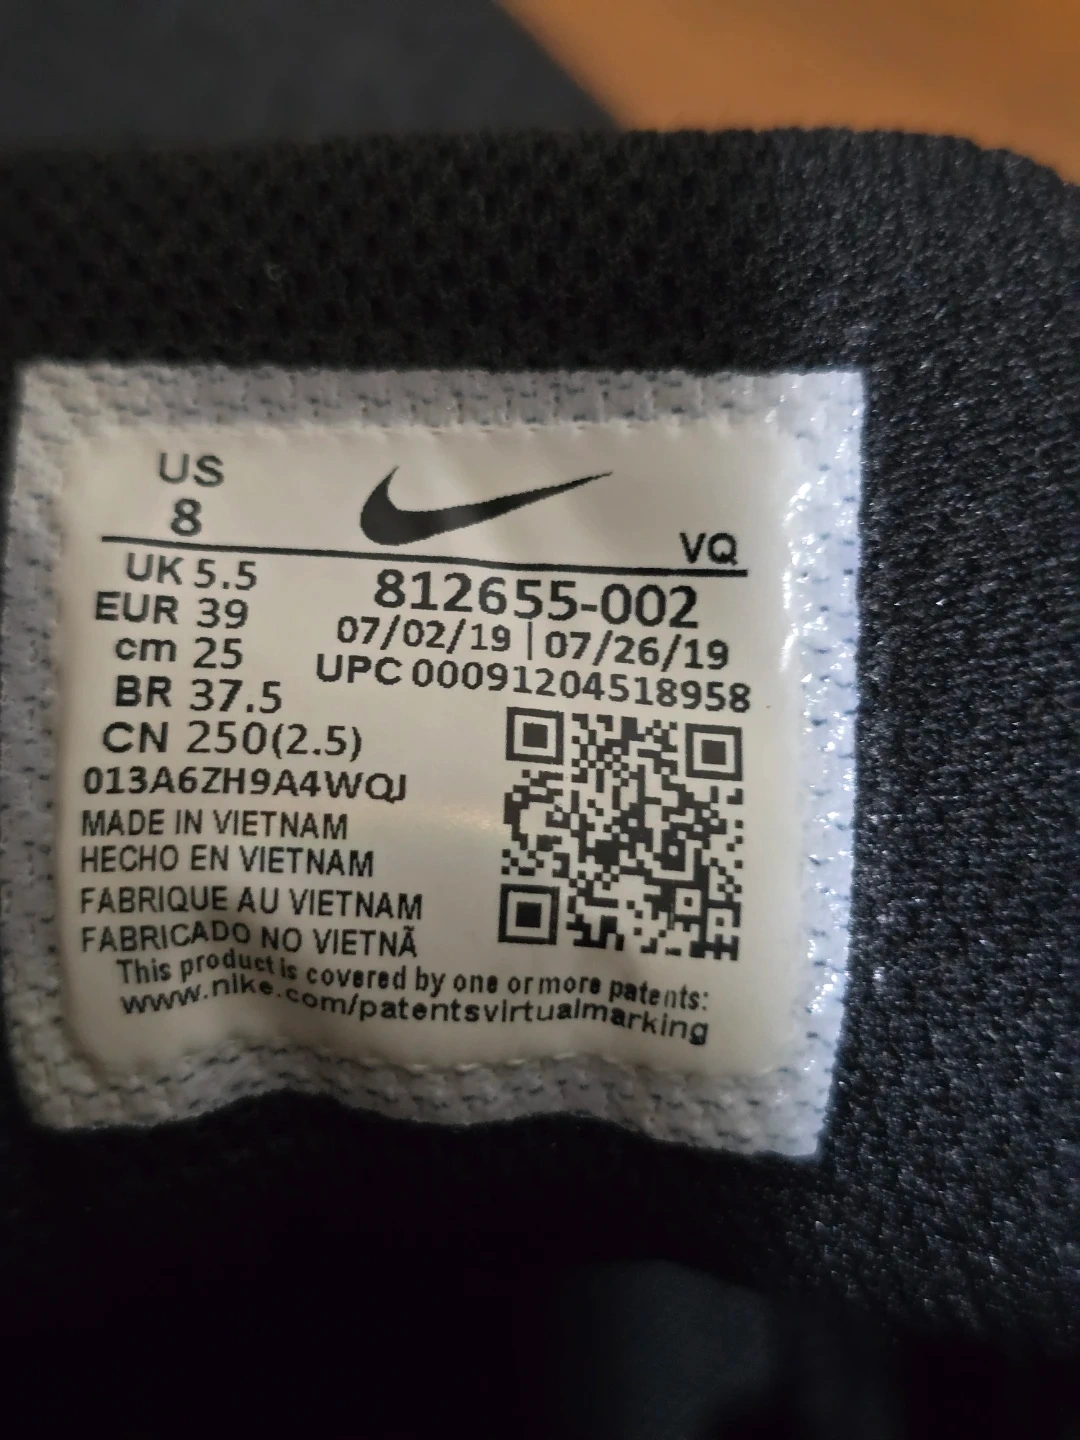 US
8
VQ
UK 5.5
EUR 39
cm 25
BR 37.5
CN 250(2.5)
812655-002
07/02/19 | 07/26/19
UPC 00091204518958
013A6ZH9A4WQJ
MADE IN VIETNAM
HECHO EN VIETNAM
FABRIQUE AU VIETNAM
FABRICADO NO VIETNÃ
This product is covered by one or more patents:
www.nike.com/patentsvirtualmarking